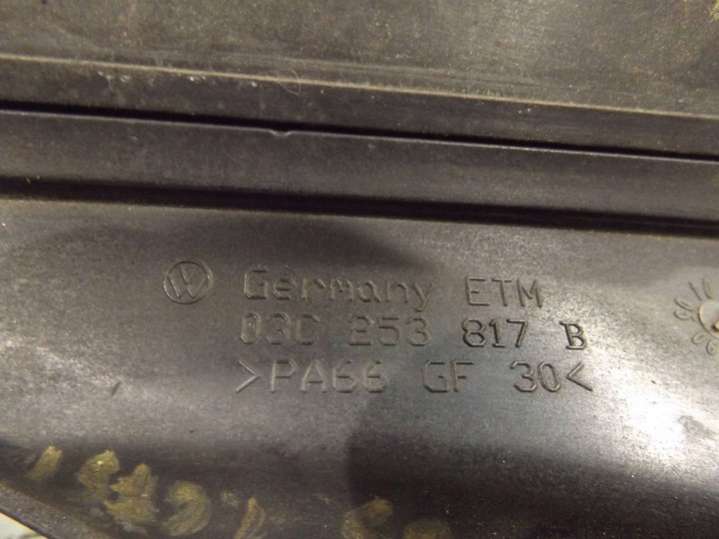 Germany ETM
03C 253 817 B
>PA66 GF 30<